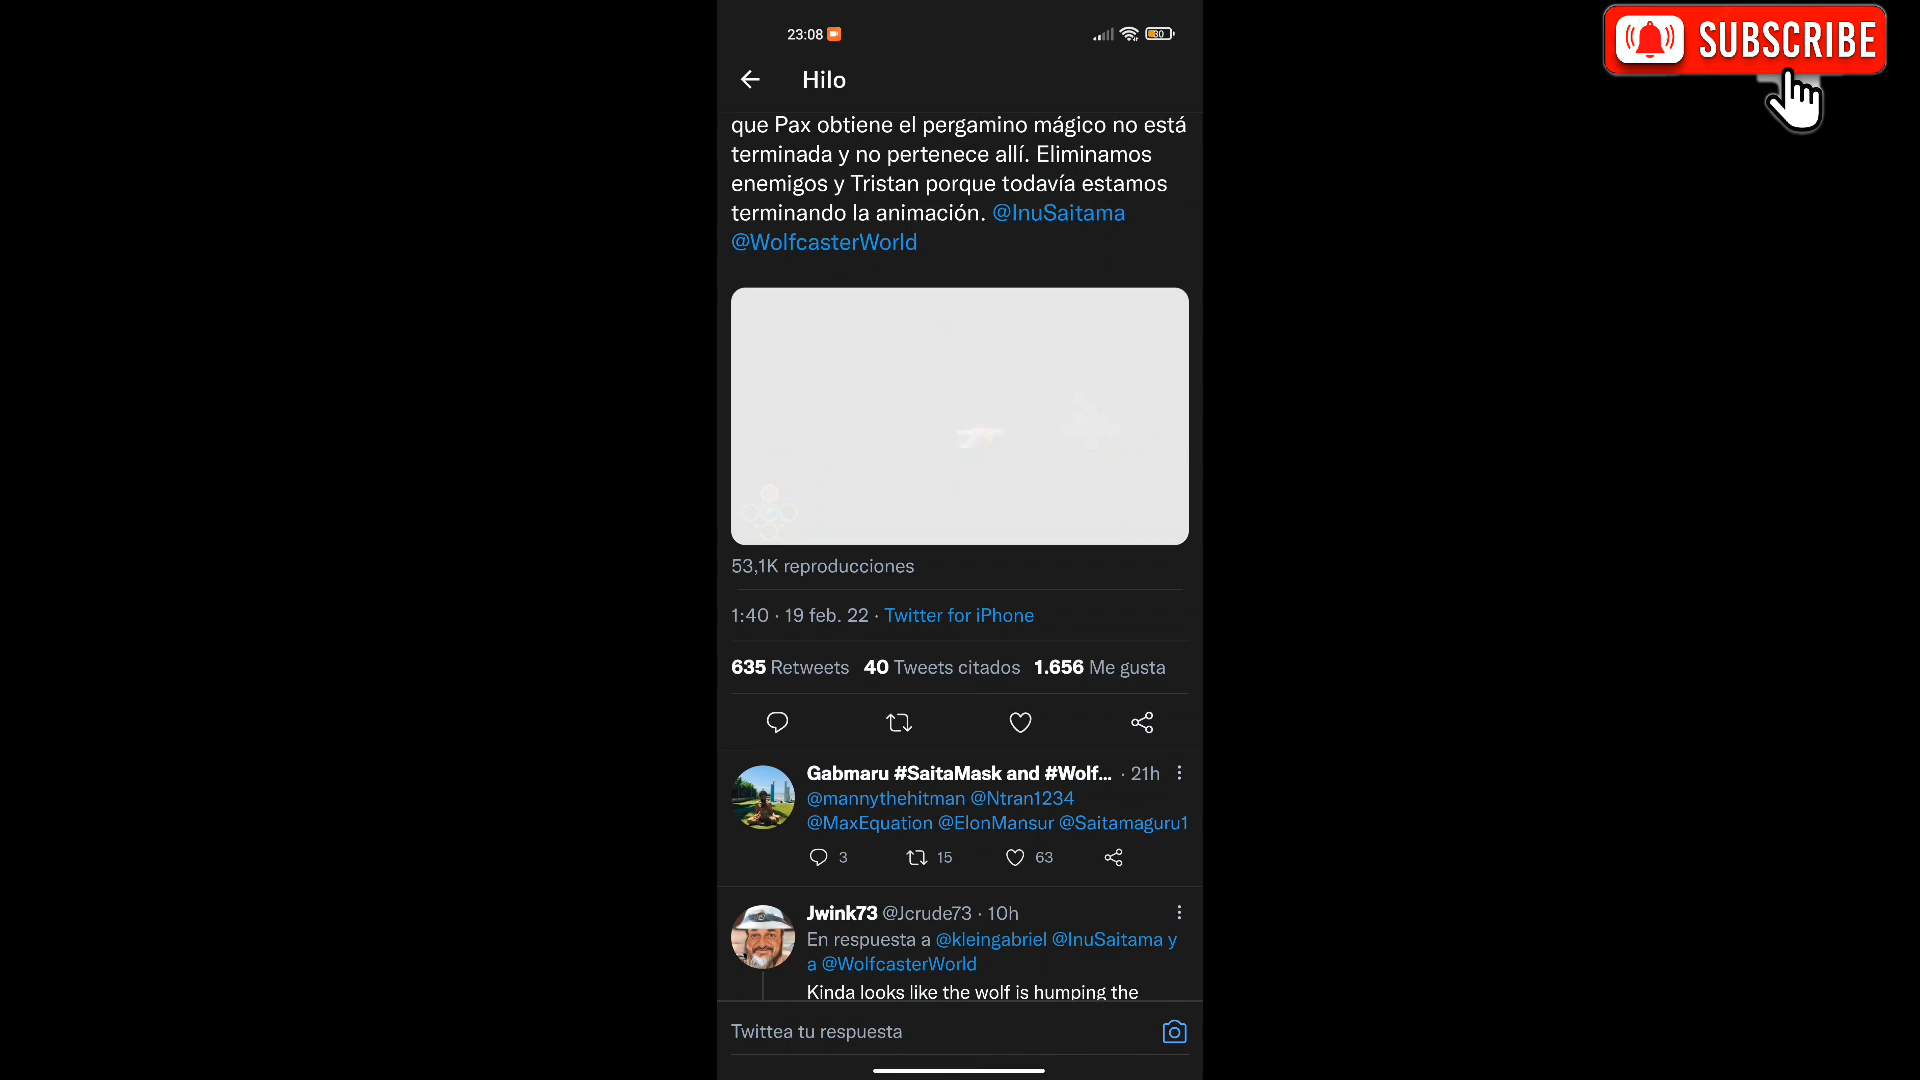 23:08
60
SUBSCRIBE
Hilo
que Pax obtiene el pergamino mágico no está
terminada y no pertenece allí. Eliminamos
enemigos y Tristan porque todavía estamos
terminando la animación. @InuSaitama
@WolfcasterWorld
53,1K reproducciones
1:40 · 19 feb. 22 · Twitter for iPhone
635 Retweets 40 Tweets citados 1.656 Me gusta
Gabmaru #SaitaMask and #Wolf... · 21h
@mannythehitman @Ntran1234
@MaxEquation @ElonMansur @Saitamaguru1
3 15 63
Jwink73 @Jcrude73 · 10h
En respuesta a @kleingabriel @InuSaitama y
a @WolfcasterWorld
Kinda looks like the wolf is humping the
Twittea tu respuesta